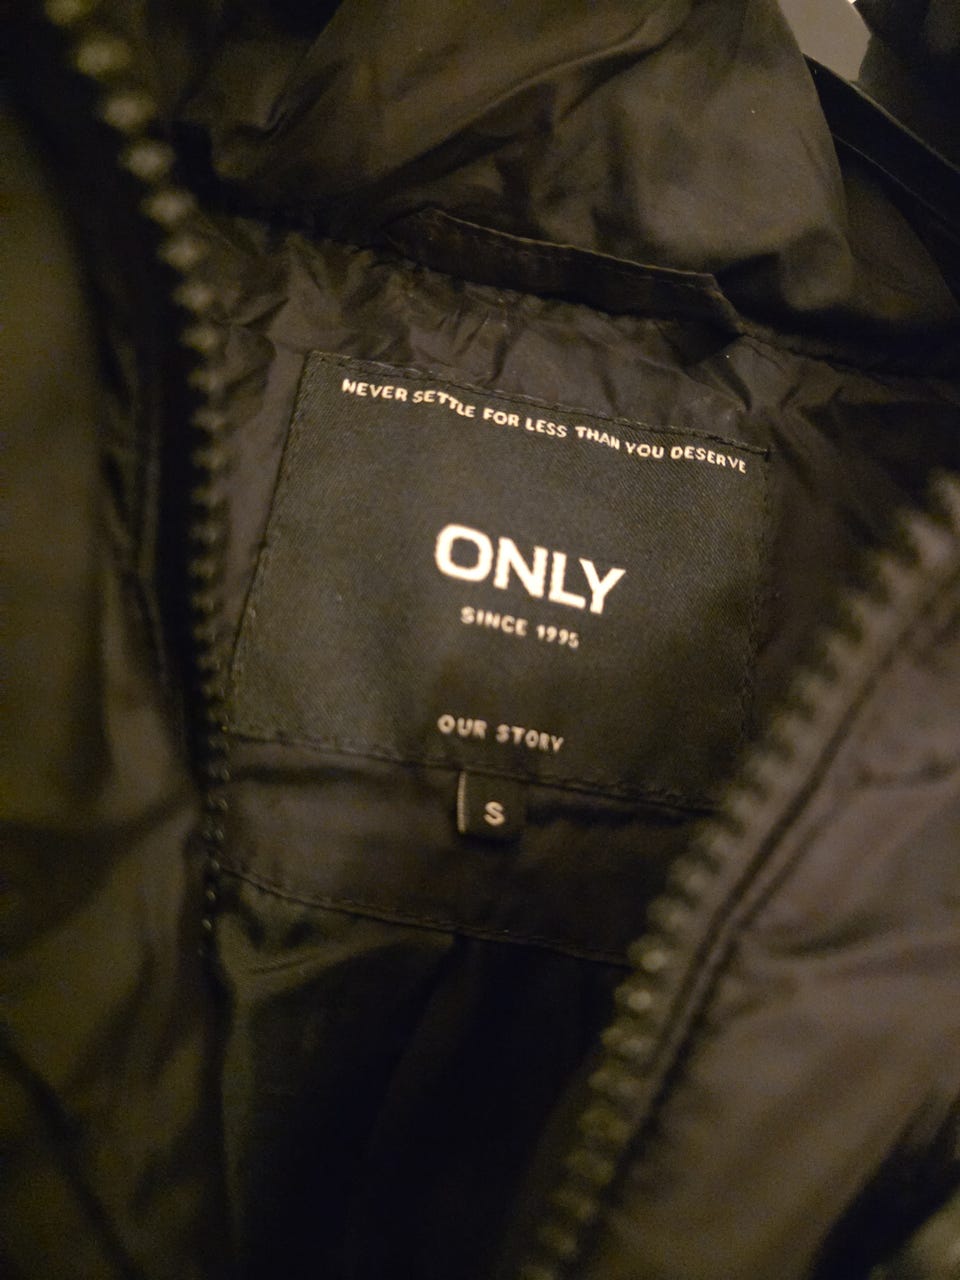 NEVER SETTLE FOR LESS THAN YOU DESERVE
ONLY
SINCE 1995
OUR STORY
S